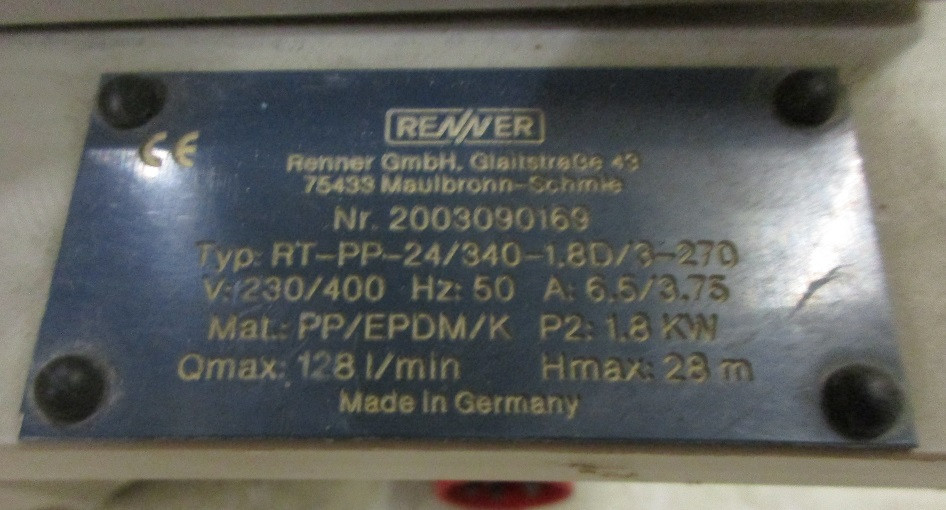 RENNER
CE
Renner GmbH, Glaitstraße 43
75433 Maulbronn-Schmie
Nr. 2003090169
Typ: RT-PP-24/340-1.8D/3-270
V: 230/400 Hz: 50 A: 6.5/3.75
Mat.: PP/EPDM/K P2: 1.8 KW
Qmax: 128 l/min Hmax: 28 m
Made in Germany